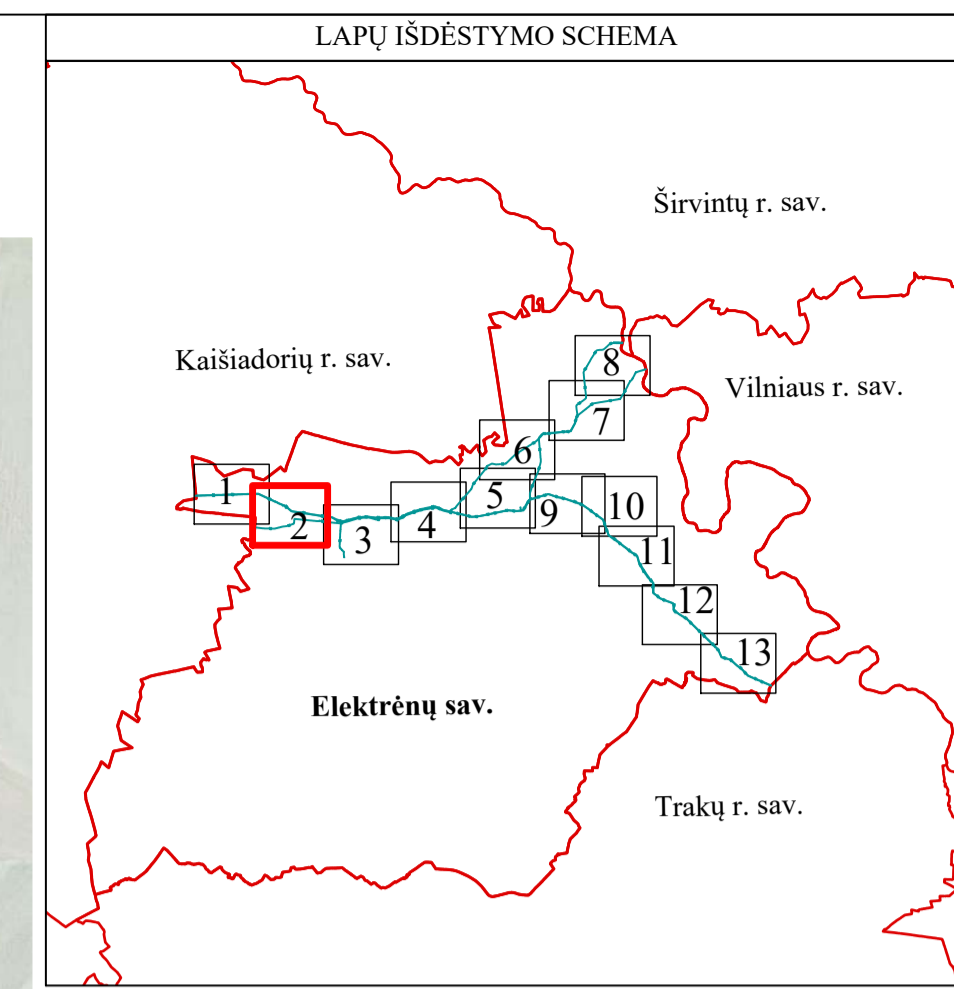 LAPŲ IŠDĖSTYMO SCHEMA
Širvintų r. sav.
Kaišiadorių r. sav.
8
Vilniaus r. sav.
7
6
1
5
10
2
3
4
9
11
12
13
Elektrėnų sav.
Trakų r. sav.